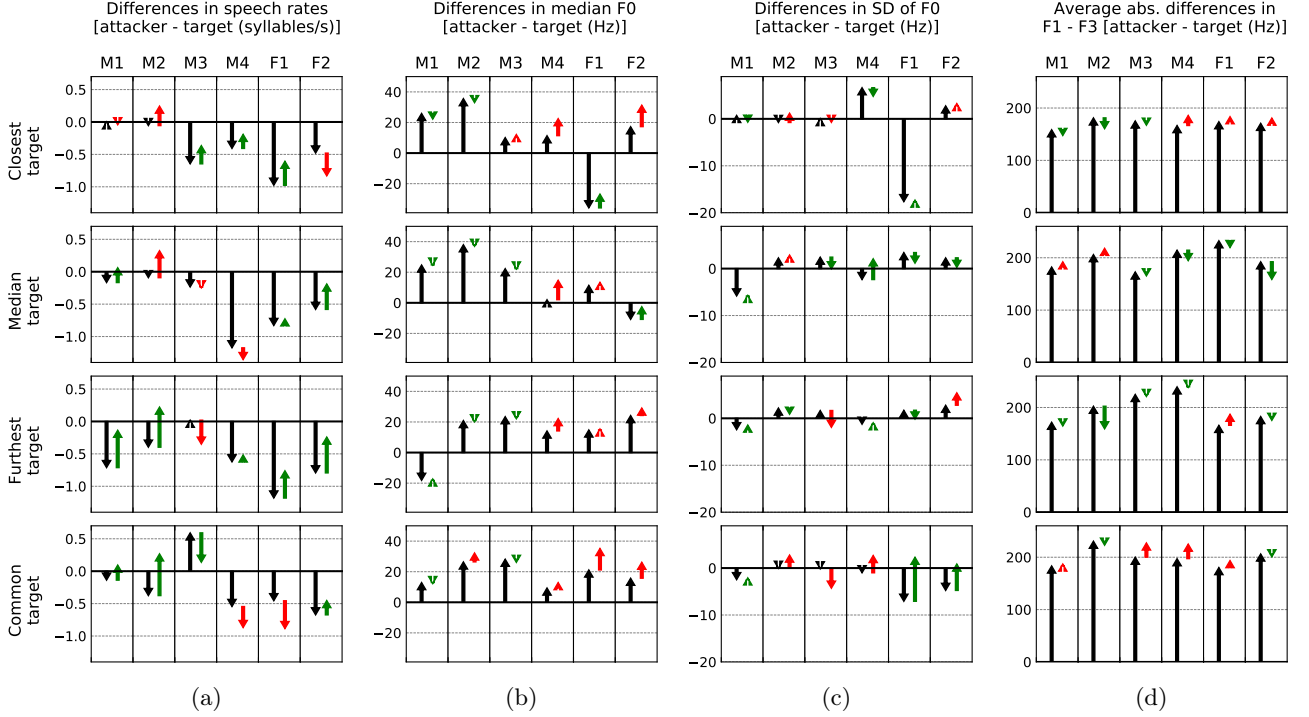 Differences in speech rates
[attacker - target (syllables/s)]
Differences in median F0
[attacker - target (Hz)]
Differences in SD of F0
[attacker - target (Hz)]
Average abs. differences in
F1 - F3 [attacker - target (Hz)]
M1 M2 M3 M4 F1 F2
M1 M2 M3 M4 F1 F2
M1 M2 M3 M4 F1 F2
M1 M2 M3 M4 F1 F2
Closest
target
0.5
0.0
−0.5
−1.0
40
20
0
−20
0
−10
−20
200
100
0
Median
target
0.5
0.0
−0.5
−1.0
40
20
0
−20
0
−10
−20
200
100
0
Furthest
target
0.5
0.0
−0.5
−1.0
40
20
0
−20
0
−10
−20
200
100
0
Common
target
0.5
0.0
−0.5
−1.0
40
20
0
−20
0
−10
−20
200
100
0
(a)
(b)
(c)
(d)